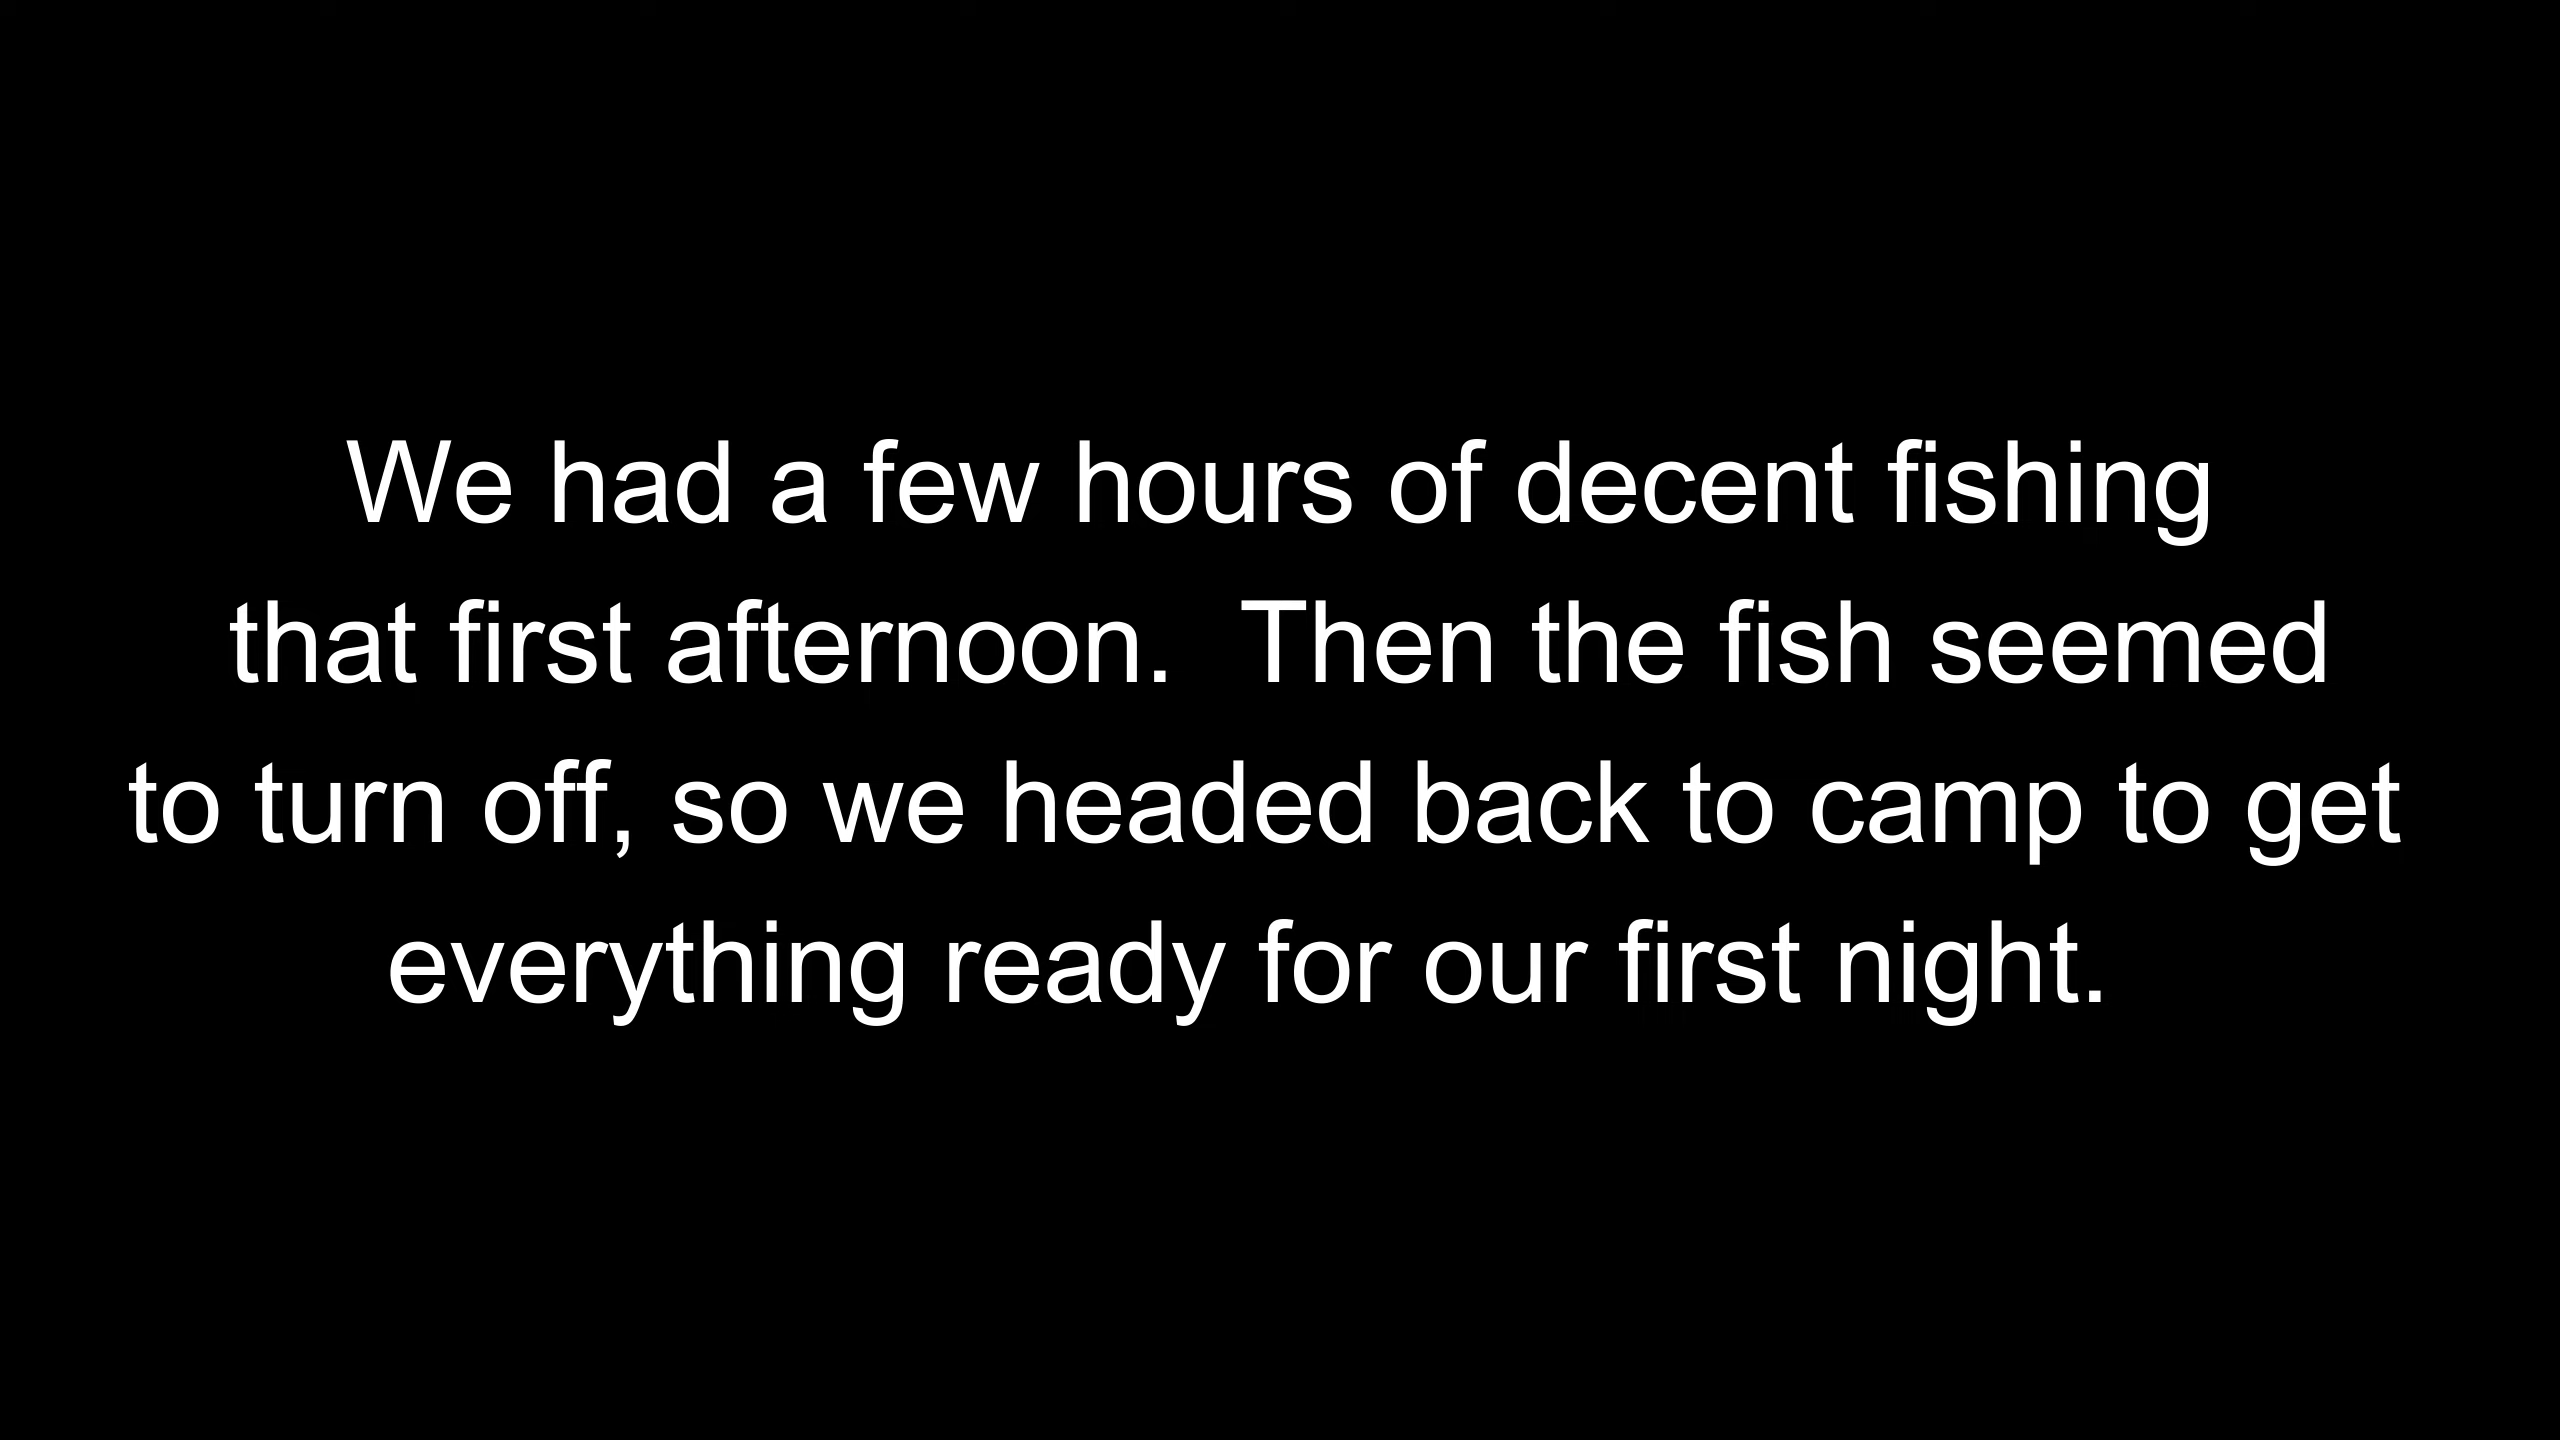 We had a few hours of decent fishing
that first afternoon.  Then the fish seemed
to turn off, so we headed back to camp to get
everything ready for our first night.